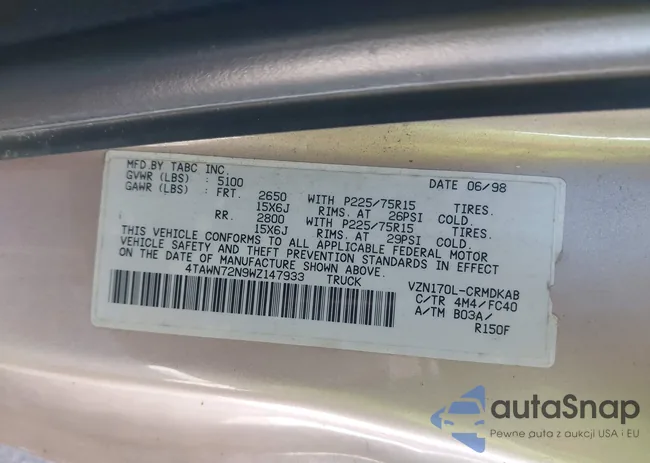 MFD.BY TABC INC. DATE 06/98
GVWR (LBS) : 5100
GAWR (LBS) : FRT. 2650 WITH P225/75R15 TIRES.
15X6J RIMS. AT 26PSI COLD.
RR. 2800 WITH P225/75R15 TIRES.
15X6J RIMS. AT 29PSI COLD.
THIS VEHICLE CONFORMS TO ALL APPLICABLE FEDERAL MOTOR
VEHICLE SAFETY AND THEFT PREVENTION STANDARDS IN EFFECT
ON THE DATE OF MANUFACTURE SHOWN ABOVE.
4TAWN72N9WZ147933 TRUCK VZN170L-CRMDKAB
C/TR 4M4/FC40
A/TM B03A/
R150F
autoSnap
Pewne auta z aukcji USA i EU